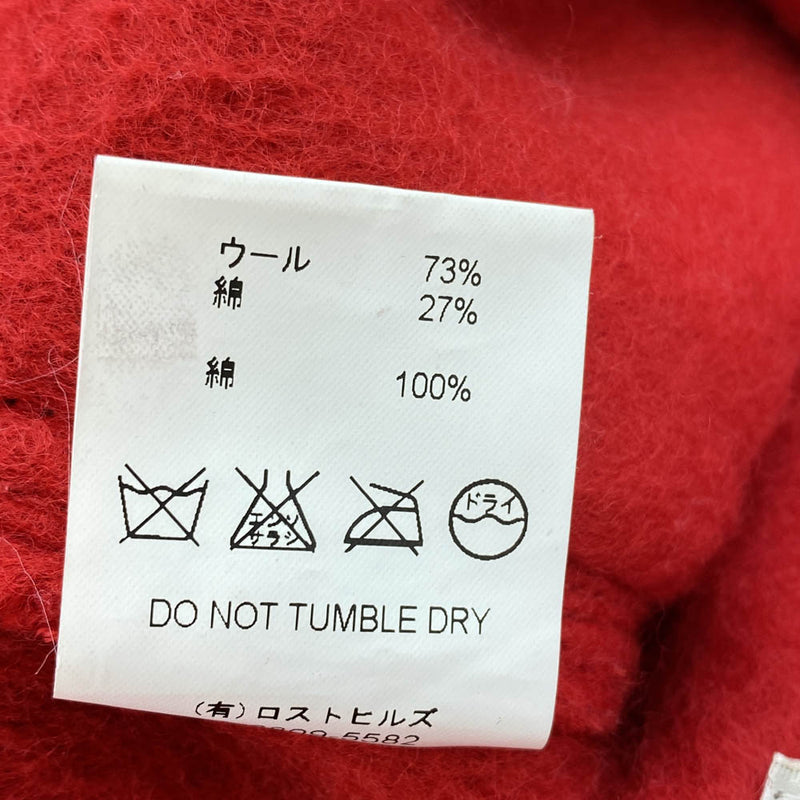 ウール 73%
綿 27%
綿 100%
エンソ ドライ
サラシ
DO NOT TUMBLE DRY
(有)ロストヒルズ
5582